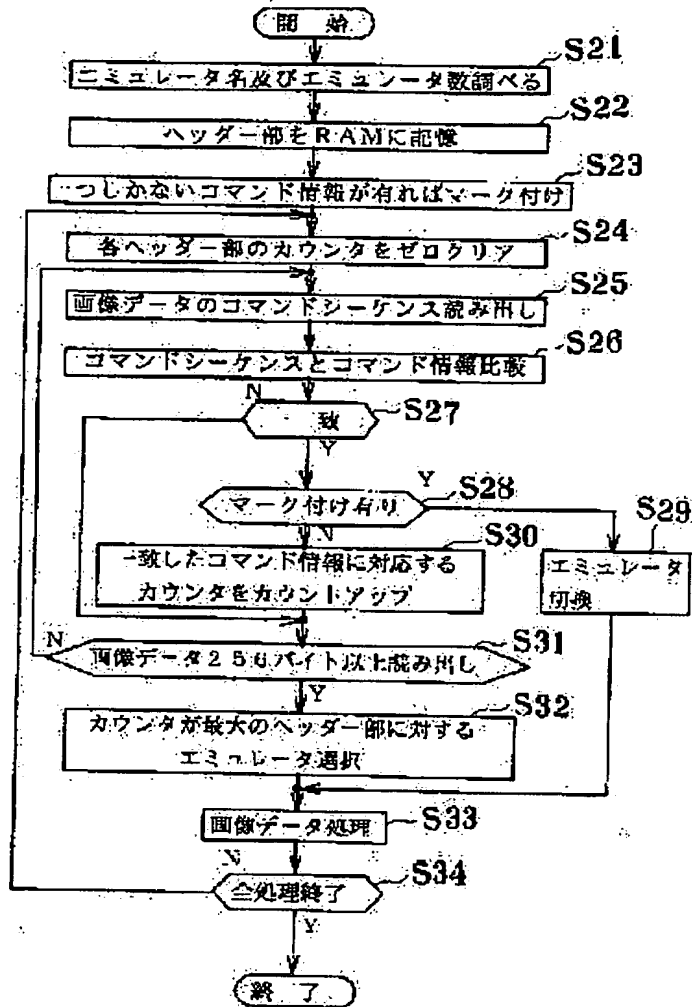 開 始
S21
エミュレータ名及びエミュレータ数調べる
S22
ヘッダー部をRAMに記憶
S23
つしかないコマンド情報が有ればマーク付け
S24
各ヘッダー部のカウンタをゼロクリア
S25
画像データのコマンドシーケンス読み出し
S26
コマンドシーケンスとコマンド情報比較
N
S27
一致
Y
Y
S28
マーク付け有り
S29
N
S30
一致したコマンド情報に対応する
カウンタをカウントアップ
エミュレータ
切換
N
S31
画像データ256バイト以上読み出し
Y
S32
カウンタが最大のヘッダー部に対する
エミュレータ選択
S33
画像データ処理
N
S34
全処理終了
Y
終 了